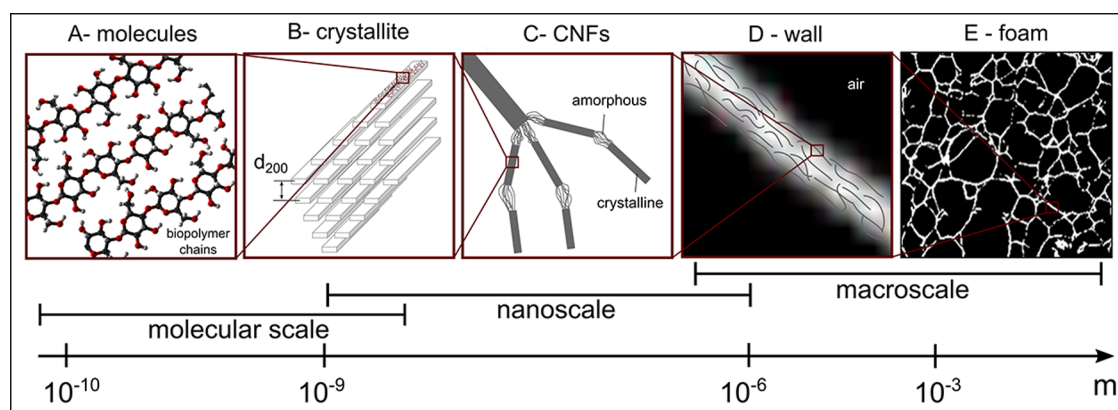 A- molecules
B- crystallite
C- CNFs
D - wall
E - foam
biopolymer
chains
d200
amorphous
crystalline
air
macroscale
nanoscale
molecular scale
10-10
10-9
10-6
10-3
m